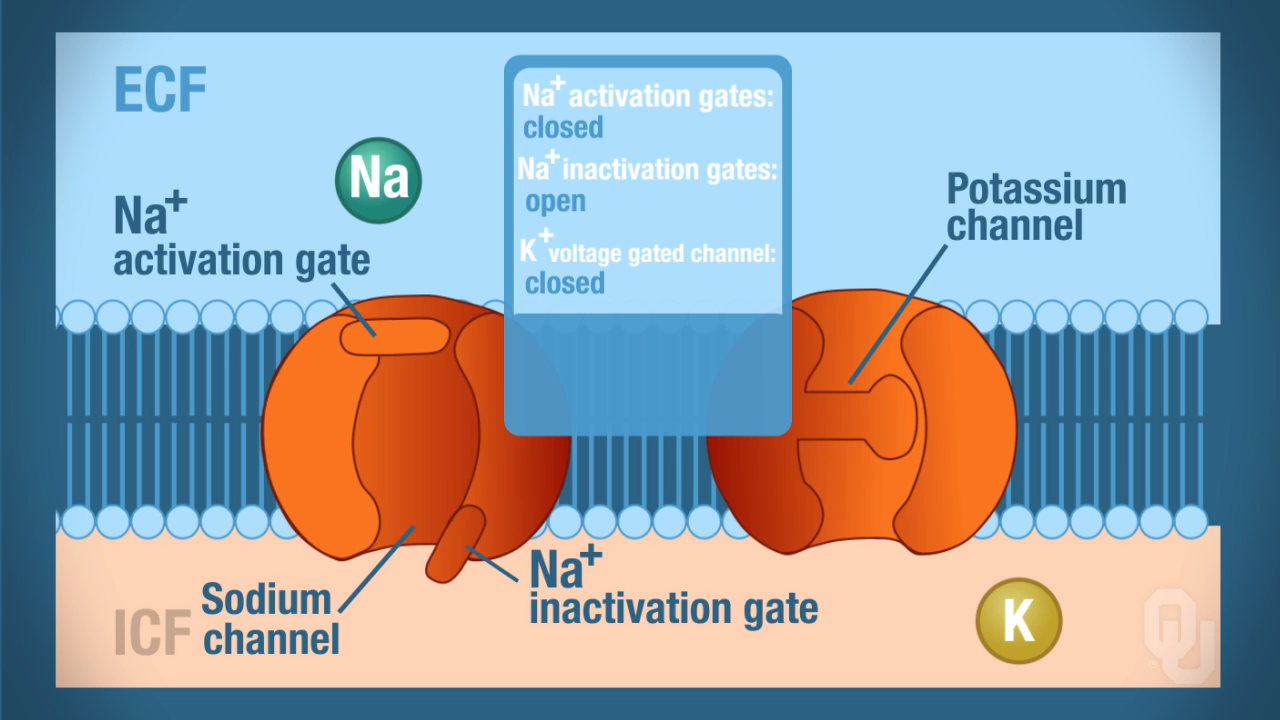 ECF
Na
Na+
activation gate
Na+ activation gates:
closed
Na+ inactivation gates:
open
K+ voltage gated channel:
closed
Potassium
channel
Na+
inactivation gate
Sodium
channel
ICF
K
OU